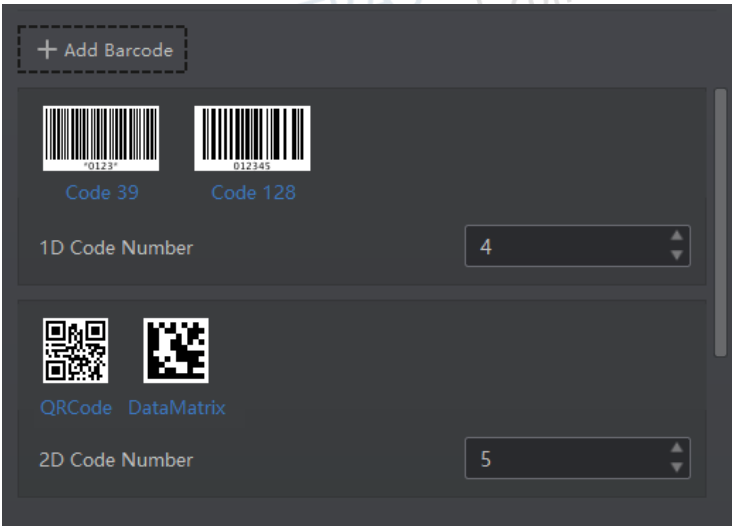 + Add Barcode
*0123*
012345
Code 39
Code 128
1D Code Number
4
QRCode
DataMatrix
2D Code Number
5